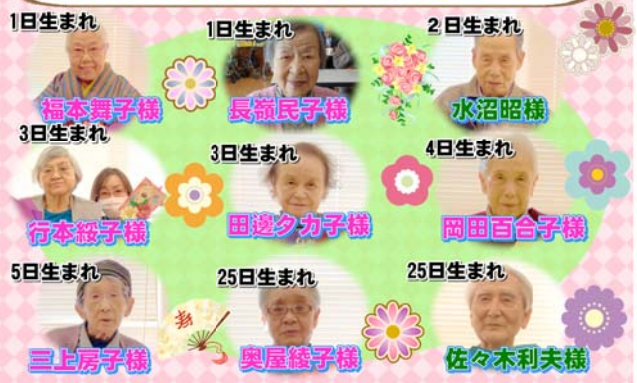 1日生まれ
福本舞子様
1日生まれ
長嶺民子様
2日生まれ
水沼昭様
3日生まれ
行本綏子様
3日生まれ
田邊タカ子様
4日生まれ
岡田百合子様
5日生まれ
三上房子様
25日生まれ
奥屋綾子様
25日生まれ
佐々木利夫様
寿